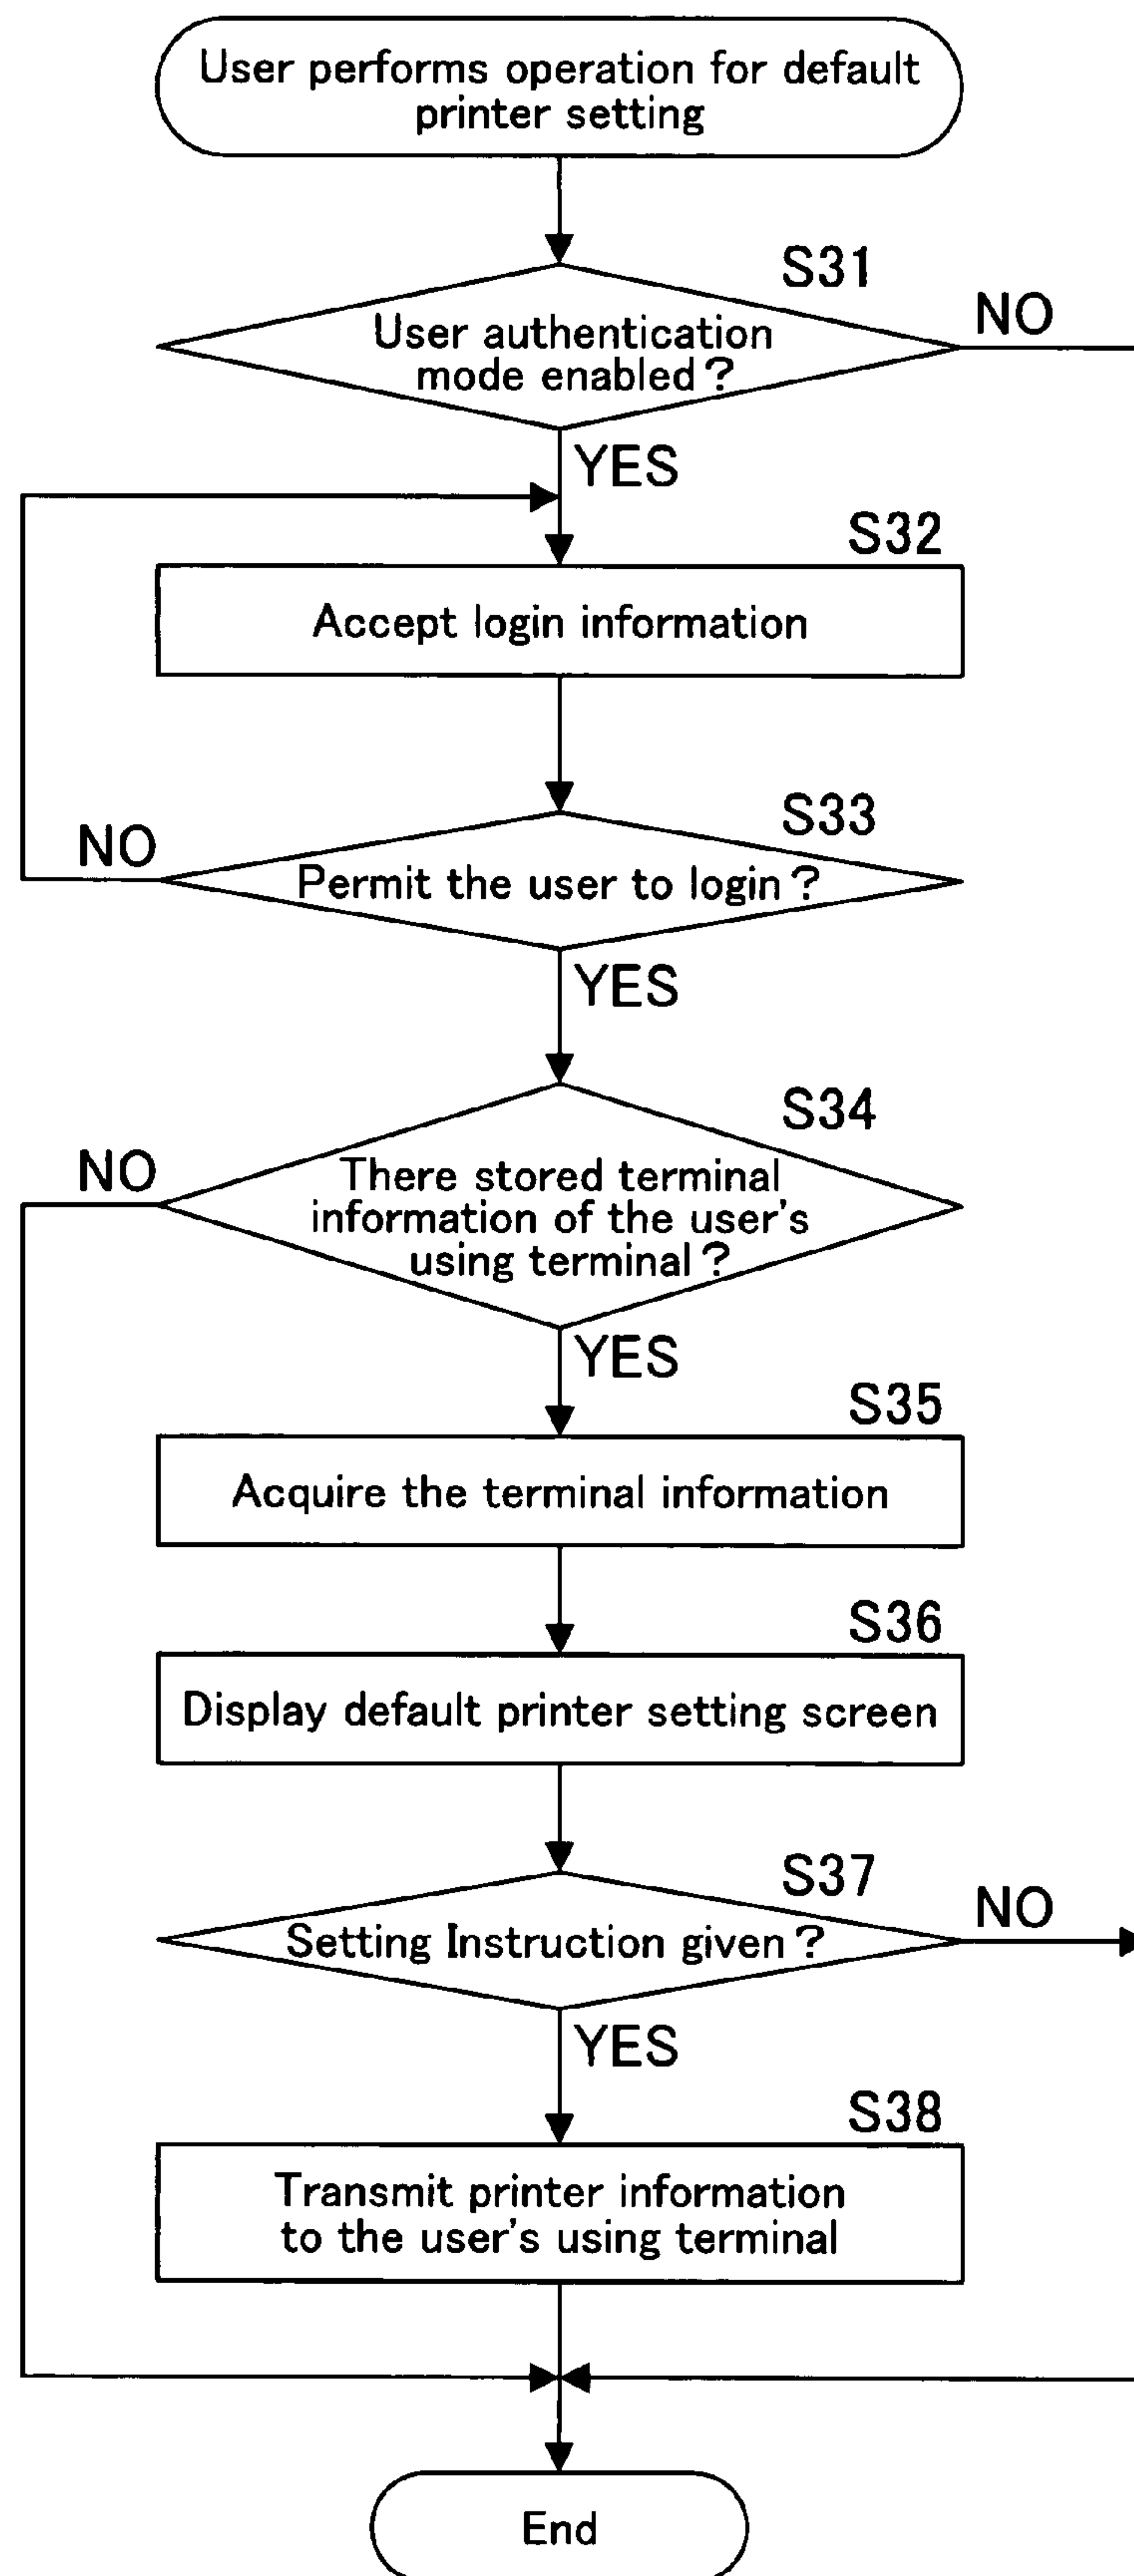 User performs operation for default
printer setting
S31
NO
User authentication
mode enabled?
YES
S32
Accept login information
S33
NO
Permit the user to login?
YES
S34
NO
There stored terminal
information of the user's
using terminal?
YES
S35
Acquire the terminal information
S36
Display default printer setting screen
S37
NO
Setting Instruction given?
YES
S38
Transmit printer information
to the user's using terminal
End